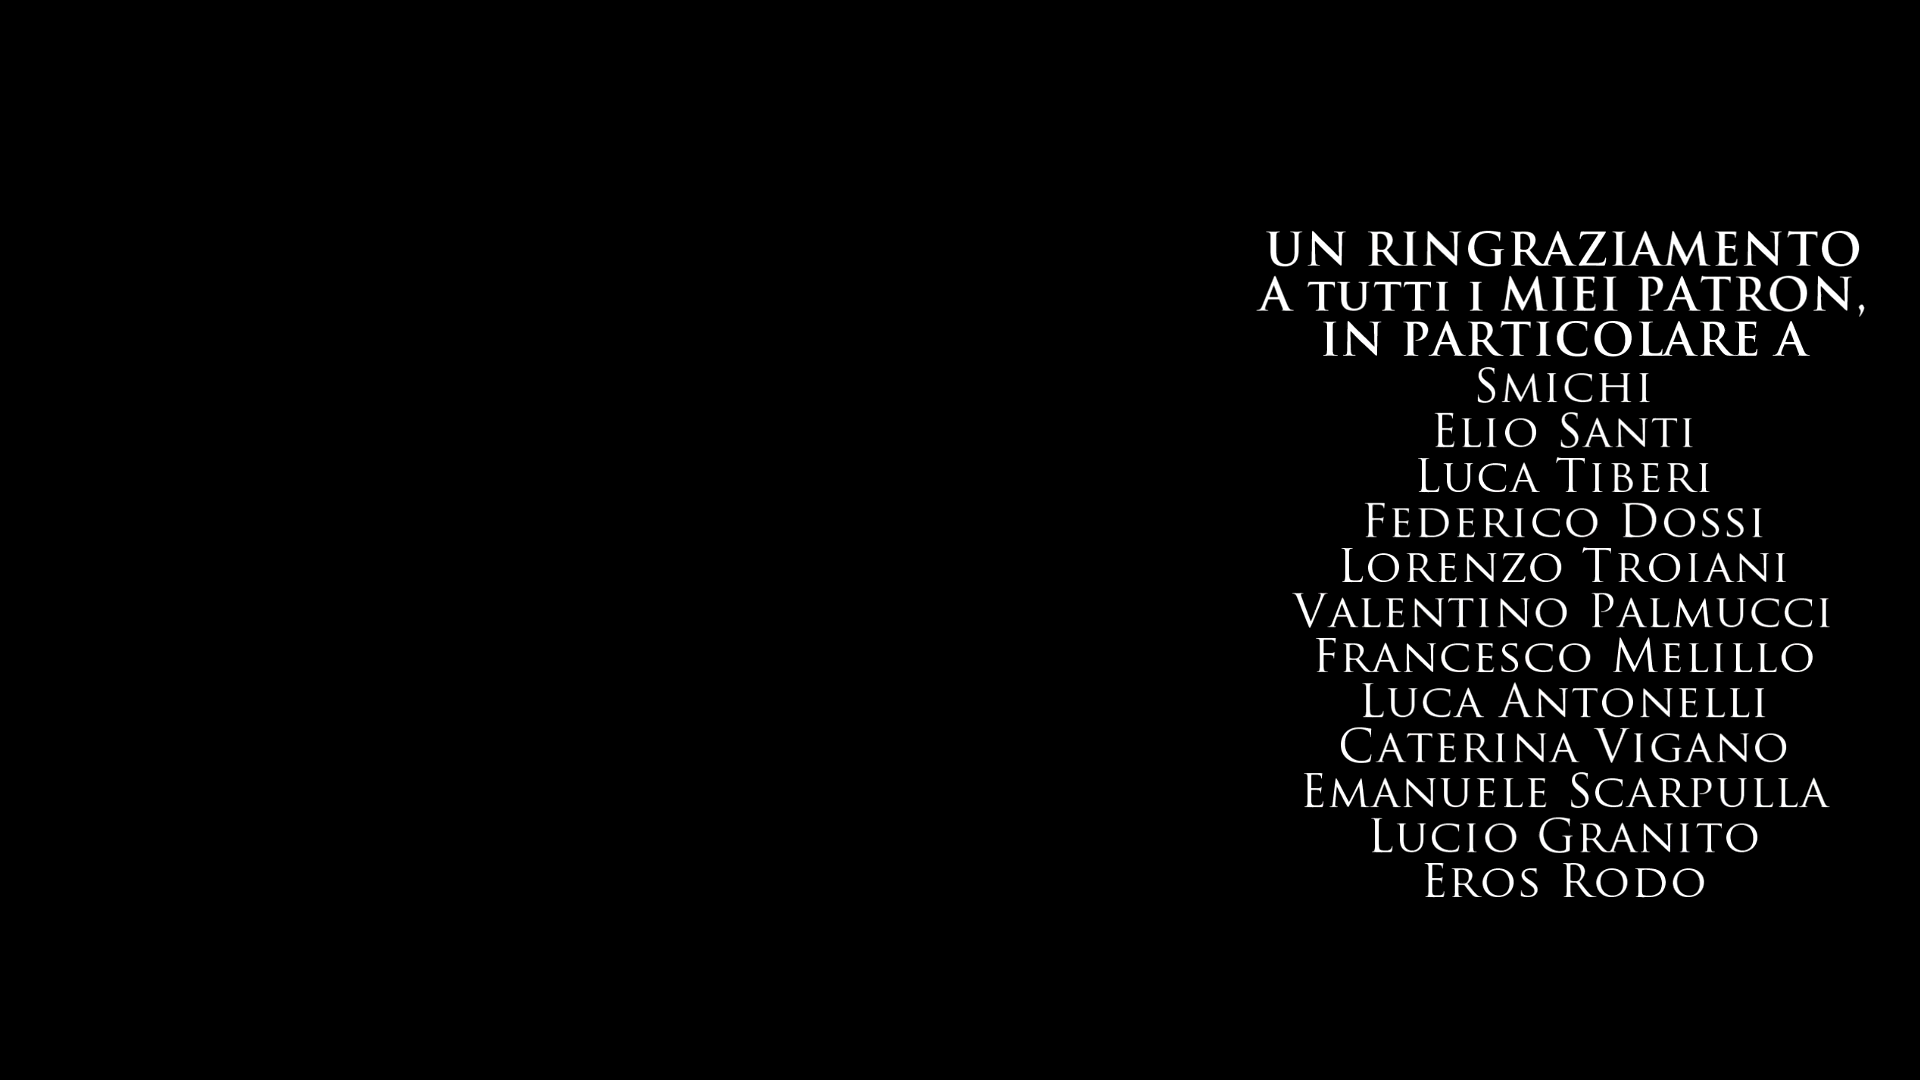 UN RINGRAZIAMENTO
A TUTTI I MIEI PATRON,
IN PARTICOLARE A
SMICHI
ELIO SANTI
LUCA TIBERI
FEDERICO DOSSI
LORENZO TROIANI
VALENTINO PALMUCCI
FRANCESCO MELILLO
LUCA ANTONELLI
CATERINA VIGANO
EMANUELE SCARPULLA
LUCIO GRANITO
EROS RODO